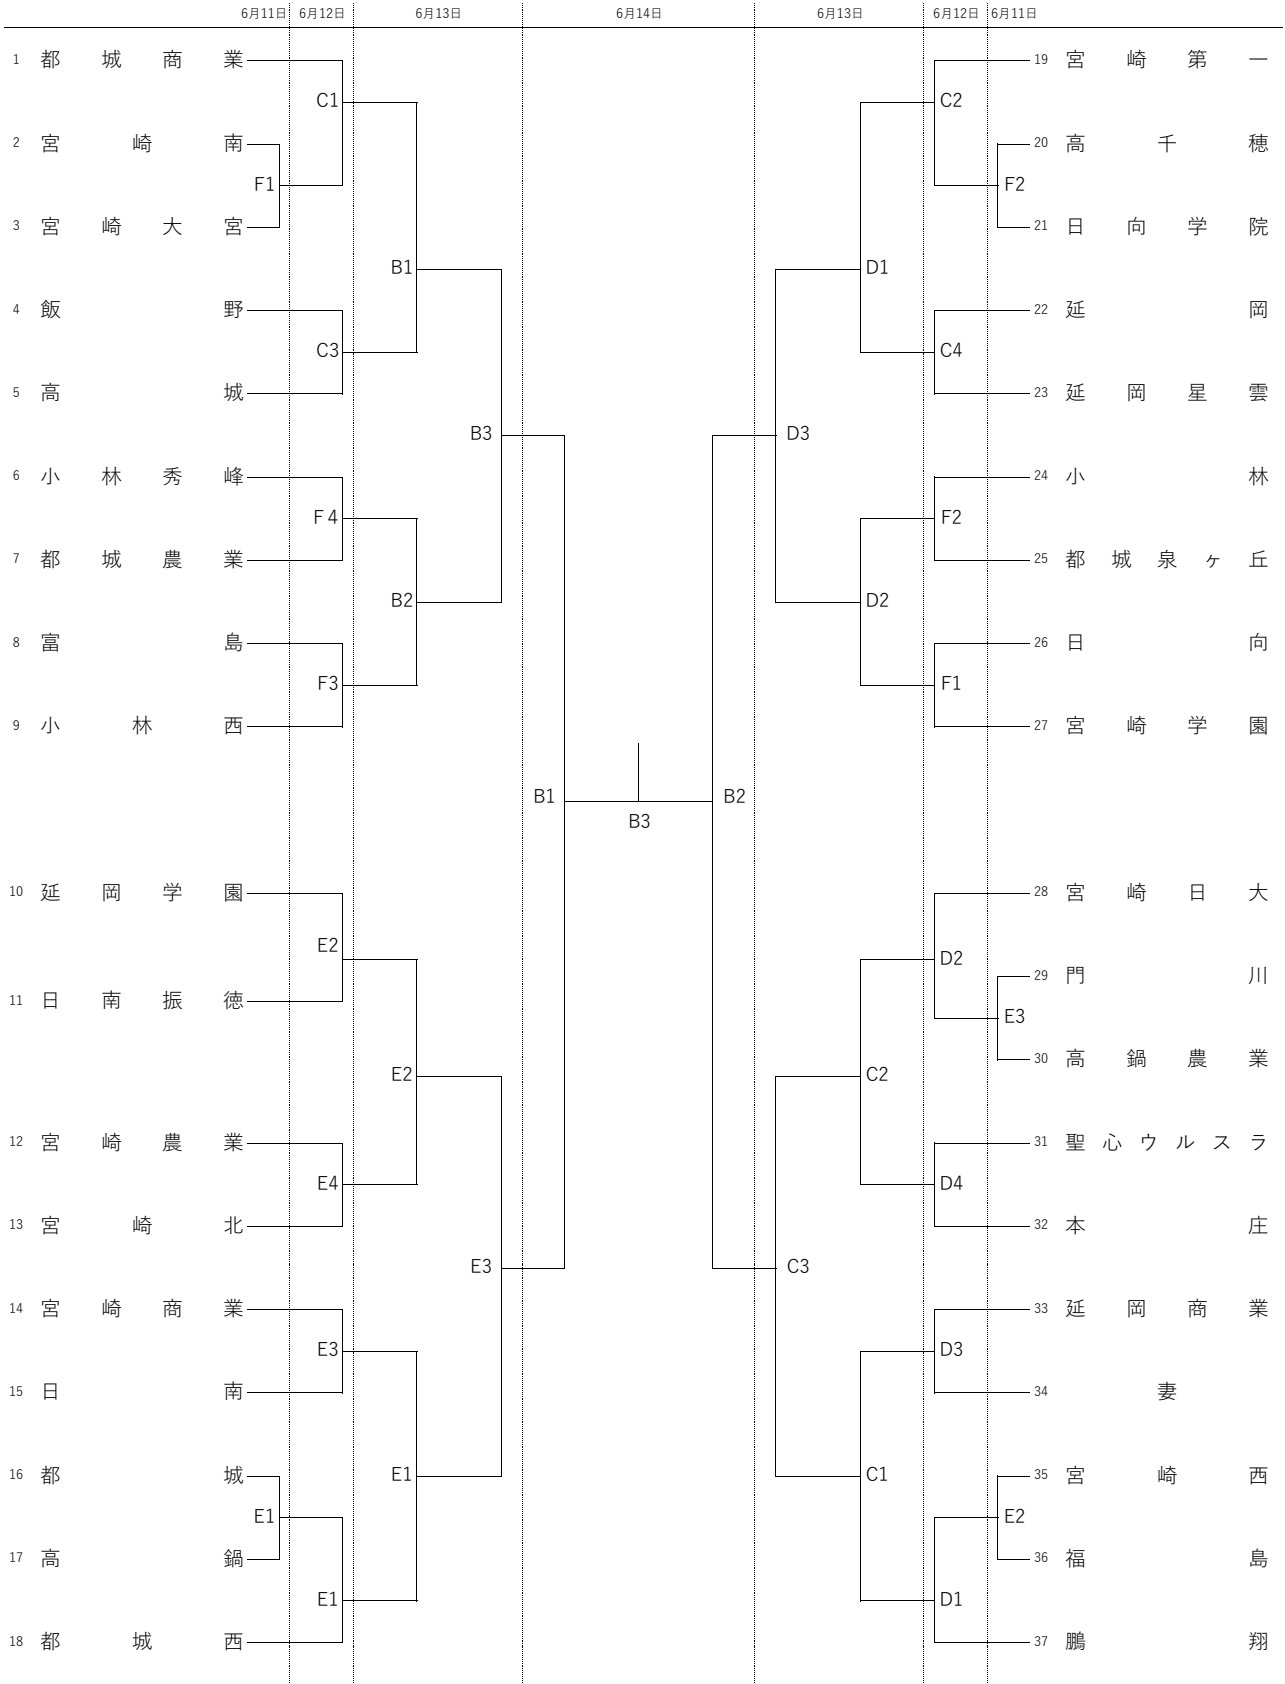 6月11日 6月12日 6月13日 6月14日 6月13日 6月12日 6月11日
1 都城商業 19 宮崎第一
C1 C2
2 宮崎南 20 高千穂
F1 F2
3 宮崎大宮 21 日向学院
B1 D1
4 飯野 22 延岡
C3 C4
5 高城 23 延岡星雲
B3 D3
6 小林秀峰 24 小林
F4 F2
7 都城農業 25 都城泉ヶ丘
B2 D2
8 富島 26 日向
F3 F1
9 小林西 27 宮崎学園
B1 B2
B3
10 延岡学園 28 宮崎日大
E2 D2
29 門川
11 日南振徳
E3
30 高鍋農業
E2 C2
12 宮崎農業 31 聖心ウルスラ
E4 D4
13 宮崎北 32 本庄
E3 C3
14 宮崎商業 33 延岡商業
E3 D3
15 日南 34 妻
16 都城 E1 C1 35 宮崎西
E1 E2
17 高鍋 36 福島
E1 D1
18 都城西 37 鵬翔